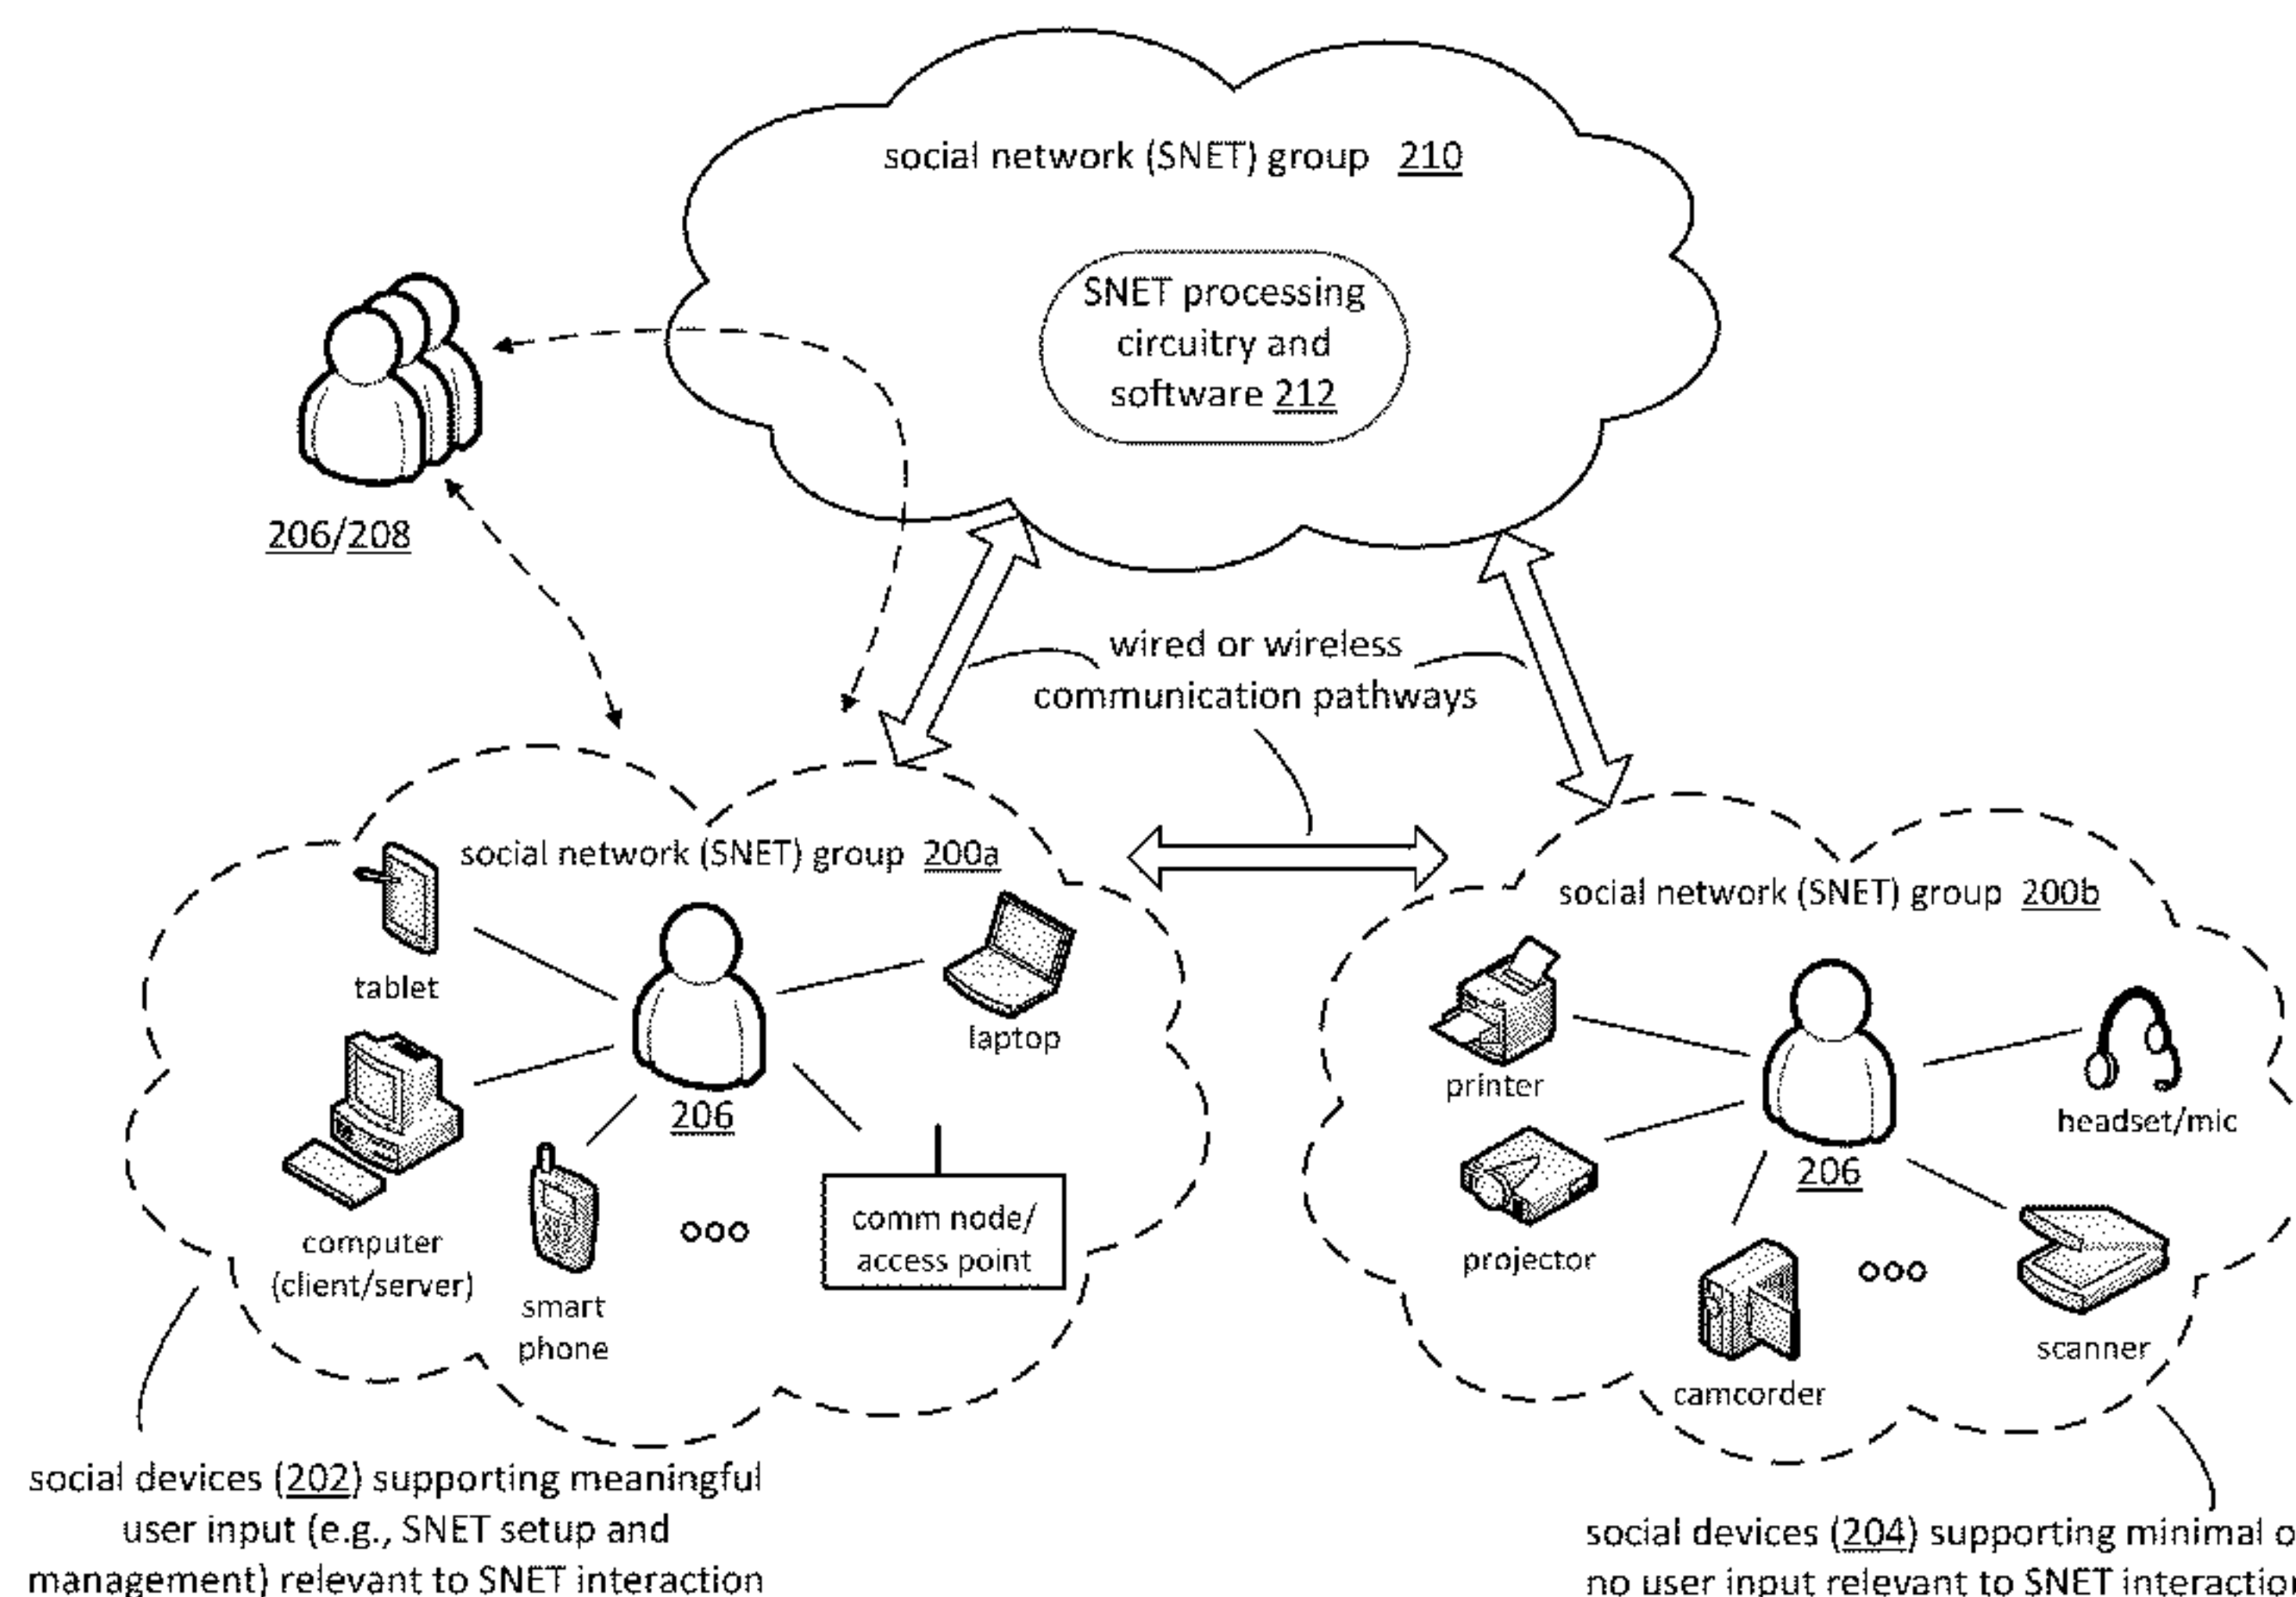 social network (SNET) group 210
SNET processing
circuitry and
software 212
206/208
wired or wireless
communication pathways
social network (SNET) group 200a
tablet
laptop
206
computer
(client/server)
smart
phone
ooo
comm node/
access point
social network (SNET) group 200b
printer
headset/mic
206
projector
ooo
camcorder
scanner
social devices (202) supporting meaningful
user input (e.g., SNET setup and
management) relevant to SNET interaction
social devices (204) supporting minimal o
no user input relevant to SNET interaction